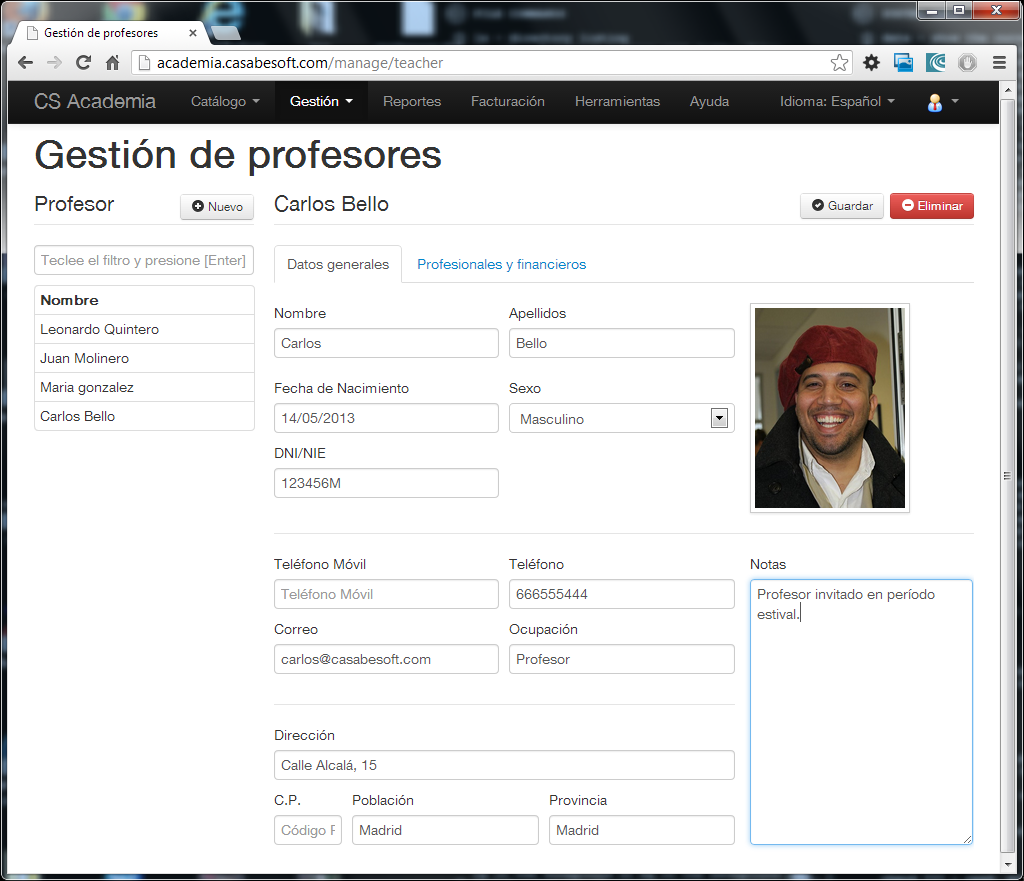 Gestión de profesores
academia.casabesoft.com/manage/teacher
CS Academia Catálogo Gestión Reportes Facturación Herramientas Ayuda Idioma: Español
Gestión de profesores
Profesor
Nuevo
Carlos Bello
Guardar
Eliminar
Teclee el filtro y presione [Enter]
Nombre
Leonardo Quintero
Juan Molinero
Maria gonzalez
Carlos Bello
Datos generales
Profesionales y financieros
Nombre
Apellidos
Carlos
Bello
Fecha de Nacimiento
Sexo
14/05/2013
Masculino
DNI/NIE
123456M
Teléfono Móvil
Teléfono
Notas
Teléfono Móvil
666555444
Profesor invitado en período
estival.
Correo
Ocupación
carlos@casabesoft.com
Profesor
Dirección
Calle Alcalá, 15
C.P.
Población
Provincia
Código
Madrid
Madrid